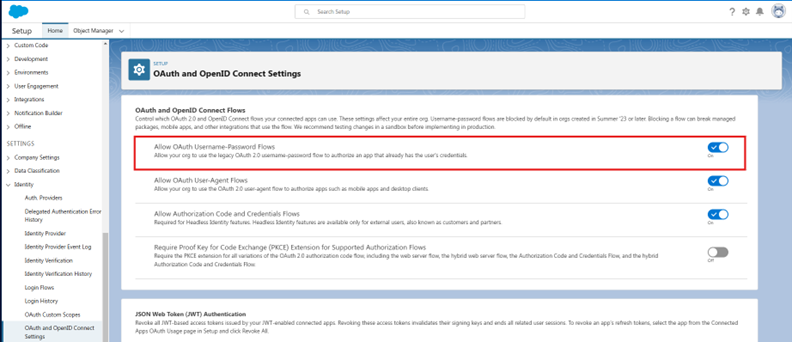 Search Setup
Setup
Home
Object Manager
Custom Code
Development
Environments
User Engagement
Integrations
Notification Builder
Offline
SETTINGS
Company Settings
Data Classification
Identity
Auth. Providers
Delegated Authentication Error
History
Identity Provider
Identity Provider Event Log
Identity Verification
Identity Verification History
Login Flows
Login History
OAuth Custom Scopes
OAuth and OpenID Connect
Settings
SETUP
OAuth and OpenID Connect Settings
OAuth and OpenID Connect Flows
Control which OAuth 2.0 and OpenID Connect flows your connected apps can use. These settings affect your entire org. Username-password flows are blocked by default in orgs created in Summer '23 or later. Blocking a flow can break managed
packages, mobile apps, and other integrations that use the flow. We recommend testing changes in a sandbox before implementing in production.
Allow OAuth Username-Password Flows
Allow your org to use the legacy OAuth 2.0 username-password flow to authorize an app that already has the user's credentials.
On
Allow OAuth User-Agent Flows
Allow your org to use the OAuth 2.0 user-agent flow to authorize apps such as mobile apps and desktop clients.
On
Allow Authorization Code and Credentials Flows
Required for Headless Identity features. Headless Identity features are available only for external users, also known as customers and partners.
On
Require Proof Key for Code Exchange (PKCE) Extension for Supported Authorization Flows
Require the PKCE extension for all variations of the OAuth 2.0 authorization code flow, including the web server flow, the hybrid web server flow, the Authorization Code and Credentials Flow, and the hybrid
Authorization Code and Credentials Flow.
Off
JSON Web Token (JWT) Authentication
Revoke all JWT-based access tokens issued by your JWT-enabled connected apps. Revoking these access tokens invalidates their signing keys and ends all related user sessions. To revoke an app's refresh tokens, select the app from the Connected
Apps OAuth Usage page in Setup and click Revoke All.